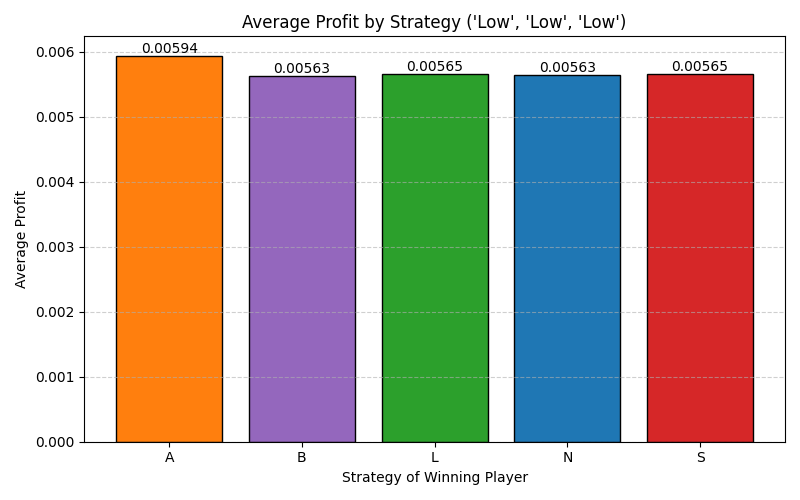 Average Profit by Strategy ('Low', 'Low', 'Low')
0.006
0.005
0.004
0.003
0.002
0.001
0.000
Average Profit
0.00594
0.00563
0.00565
0.00563
0.00565
A
B
L
N
S
Strategy of Winning Player